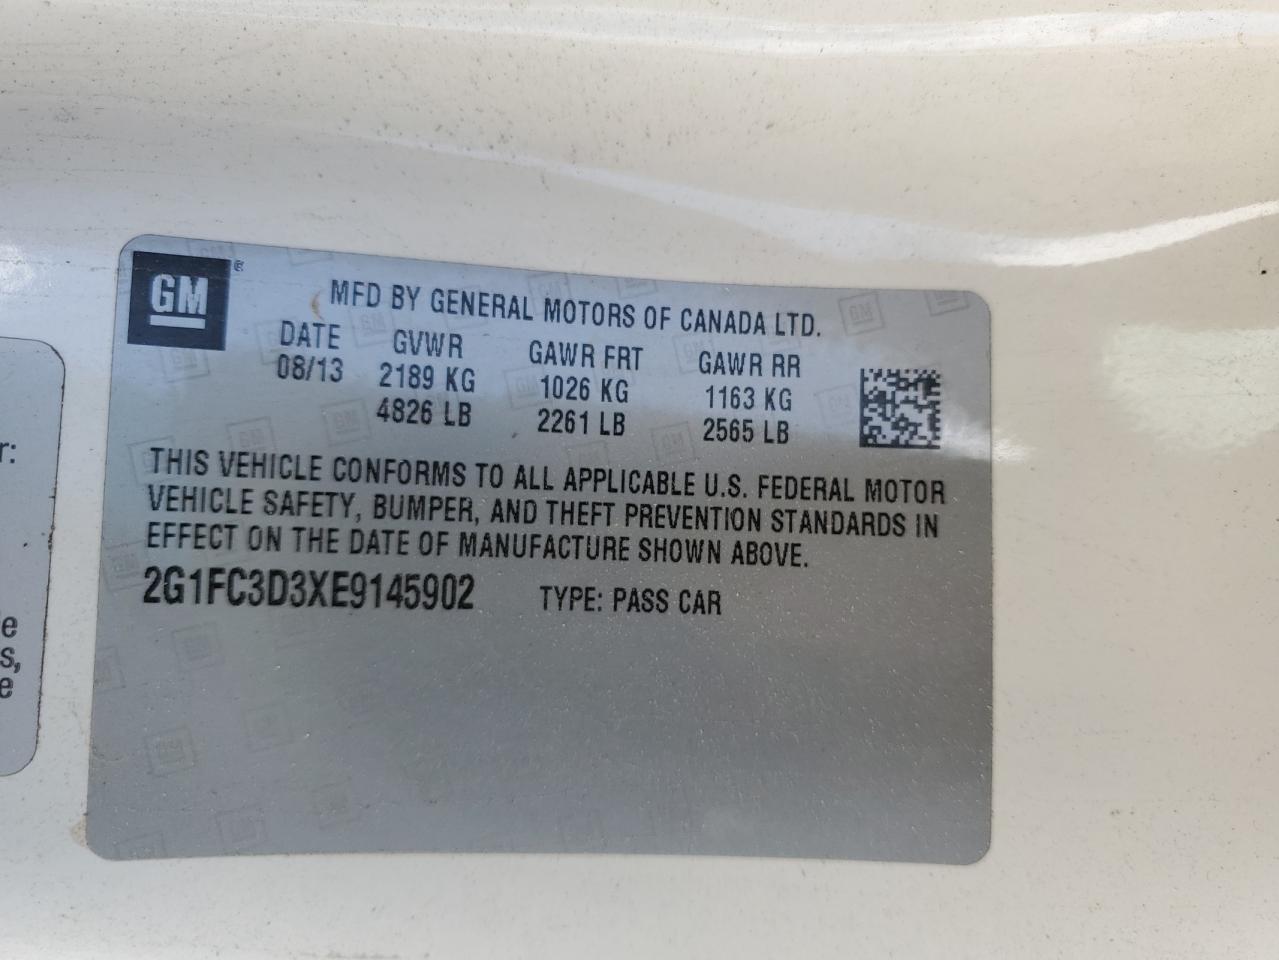 GM
MFD BY GENERAL MOTORS OF CANADA LTD.
DATE GVWR GAWR FRT GAWR RR
08/13 2189 KG 1026 KG 1163 KG
4826 LB 2261 LB 2565 LB
THIS VEHICLE CONFORMS TO ALL APPLICABLE U.S. FEDERAL MOTOR
VEHICLE SAFETY, BUMPER, AND THEFT PREVENTION STANDARDS IN
EFFECT ON THE DATE OF MANUFACTURE SHOWN ABOVE.
2G1FC3D3XE9145902 TYPE: PASS CAR